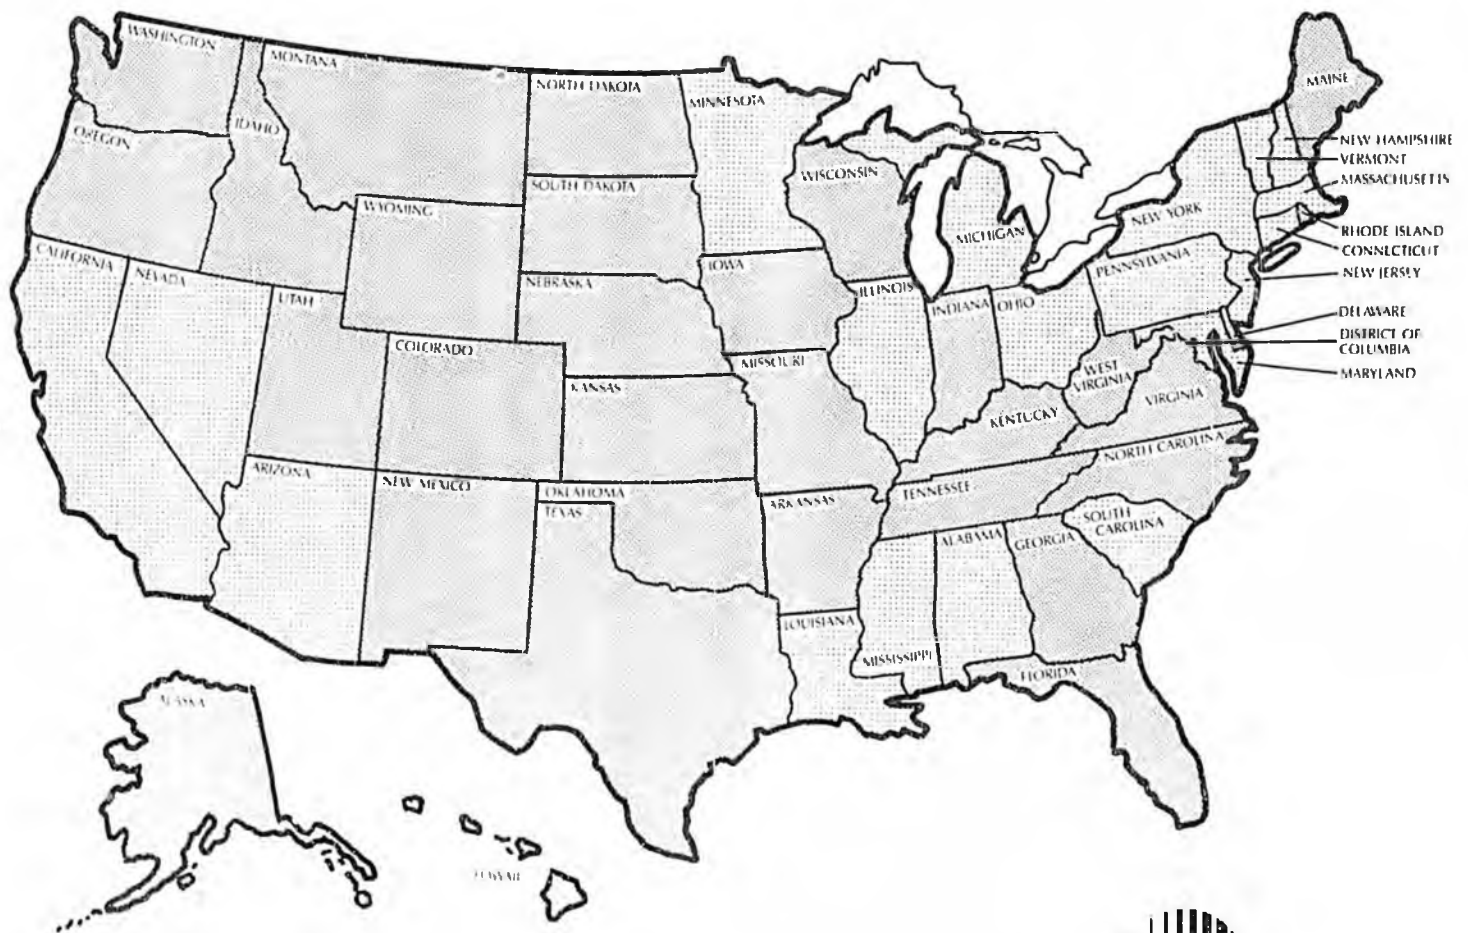 WASHINGTON
MONTANA
NORTH DAKOTA
MINNESOTA
MAINE
OREGON
IDAHO
NEW HAMPSHIRE
VERMONT
WISCONSIN
MASSACHUSETTS
SOUTH DAKOTA
WYOMING
NEW YORK
MICHIGAN
RHODE ISLAND
CONNECTICUT
CALIFORNIA
NEVADA
IOWA
PENNSYLVANIA
NEW JERSEY
NEBRASKA
ILLINOIS
UTAH
INDIANA
OHIO
DELAWARE
DISTRICT OF
COLUMBIA
COLORADO
MISSOURI
WEST
VIRGINIA
MARYLAND
KANSAS
VIRGINIA
KENTUCKY
NORTH CAROLINA
ARIZONA
NEW MEXICO
OKLAHOMA
TENNESSEE
ARKANSAS
TEXAS
SOUTH
CAROLINA
ALABAMA
GEORGIA
LOUISIANA
MISSISSIPPI
FLORIDA
ALASKA
HAWAII